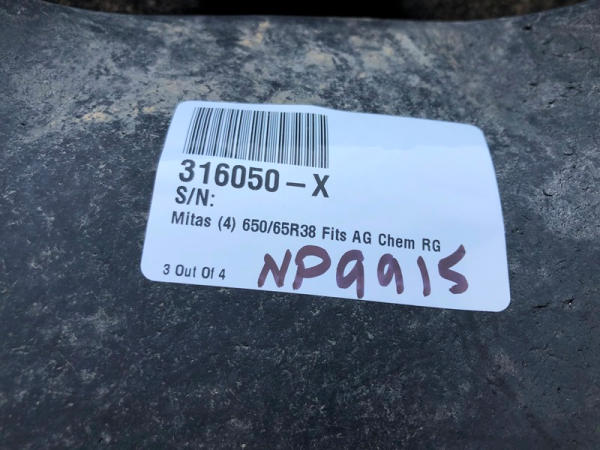 316050-X
S/N:
Mitas (4) 650/65R38 Fits AG Chem RG
3 Out Of 4
NP9915